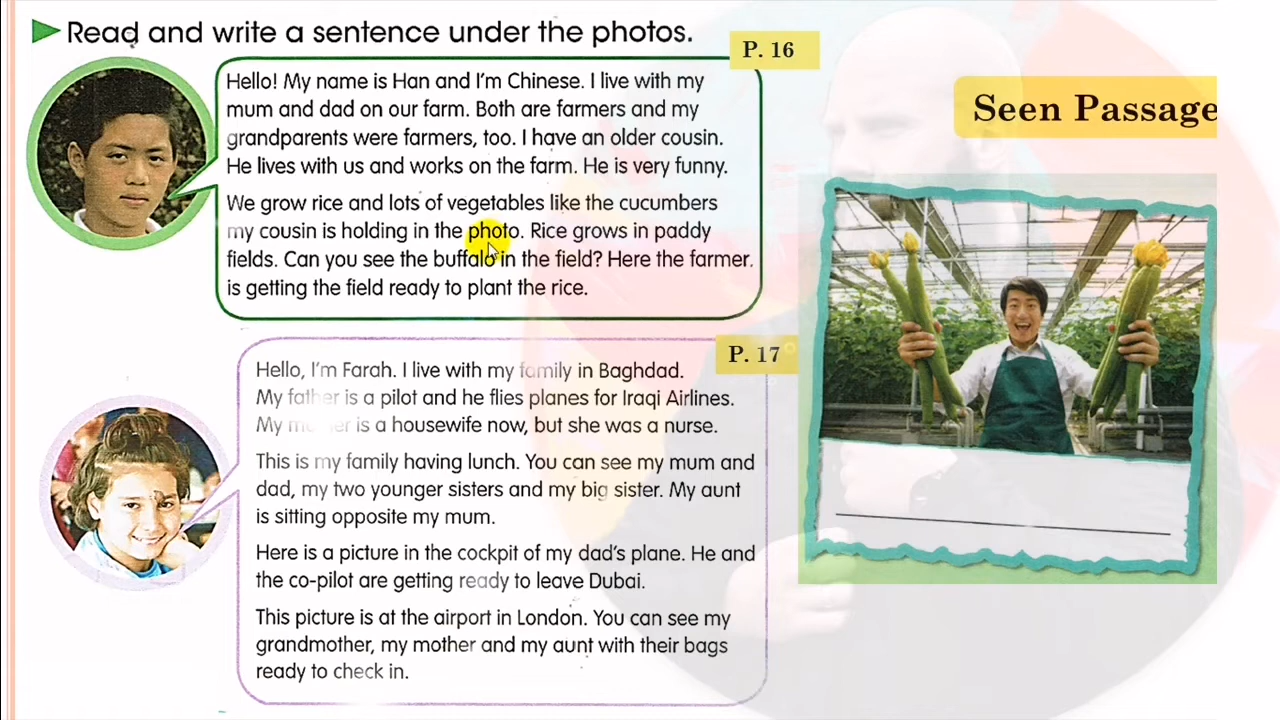 Read and write a sentence under the photos.
P. 16
Seen Passage
Hello! My name is Han and I'm Chinese. I live with my
mum and dad on our farm. Both are farmers and my
grandparents were farmers, too. I have an older cousin.
He lives with us and works on the farm. He is very funny.
We grow rice and lots of vegetables like the cucumbers
my cousin is holding in the photo. Rice grows in paddy
fields. Can you see the buffalo in the field? Here the farmer
is getting the field ready to plant the rice.
P. 17
Hello, I'm Farah. I live with my family in Baghdad.
My father is a pilot and he flies planes for Iraqi Airlines.
My mother is a housewife now, but she was a nurse.
This is my family having lunch. You can see my mum and
dad, my two younger sisters and my big sister. My aunt
is sitting opposite my mum.
Here is a picture in the cockpit of my dad's plane. He and
the co-pilot are getting ready to leave Dubai.
This picture is at the airport in London. You can see my
grandmother, my mother and my aunt with their bags
ready to check in.